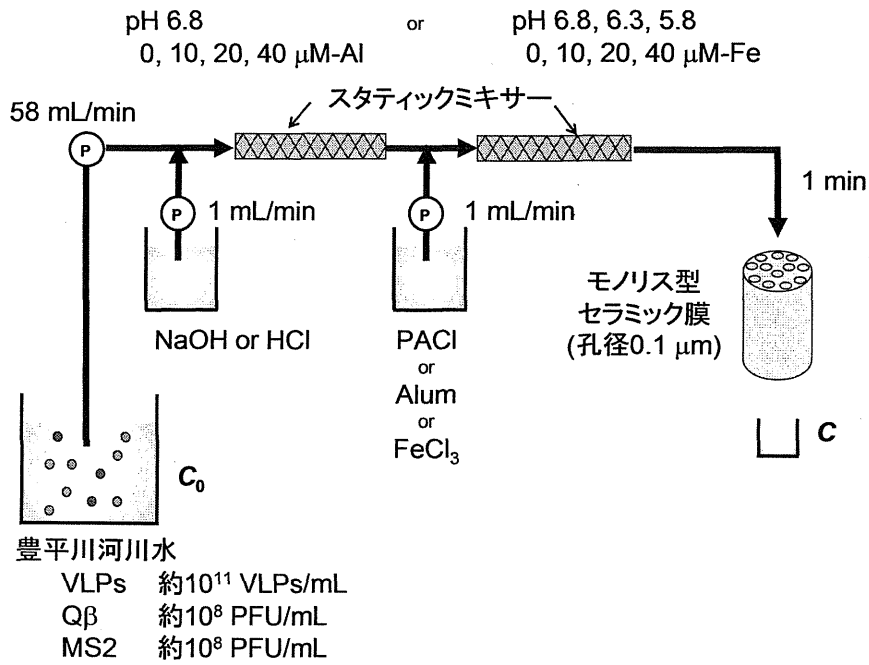 pH 6.8 or pH 6.8, 6.3, 5.8
0, 10, 20, 40 μM-Al 0, 10, 20, 40 μM-Fe
スタティックミキサー
58 mL/min
P
1 min
P 1 mL/min
P 1 mL/min
モノリス型
セラミック膜
(孔径0.1 μm)
NaOH or HCl
PACl
or
Alum
or
FeCl₃
C
C₀
豊平川河川水
VLPs 約10¹¹ VLPs/mL
Qβ 約10⁸ PFU/mL
MS2 約10⁸ PFU/mL